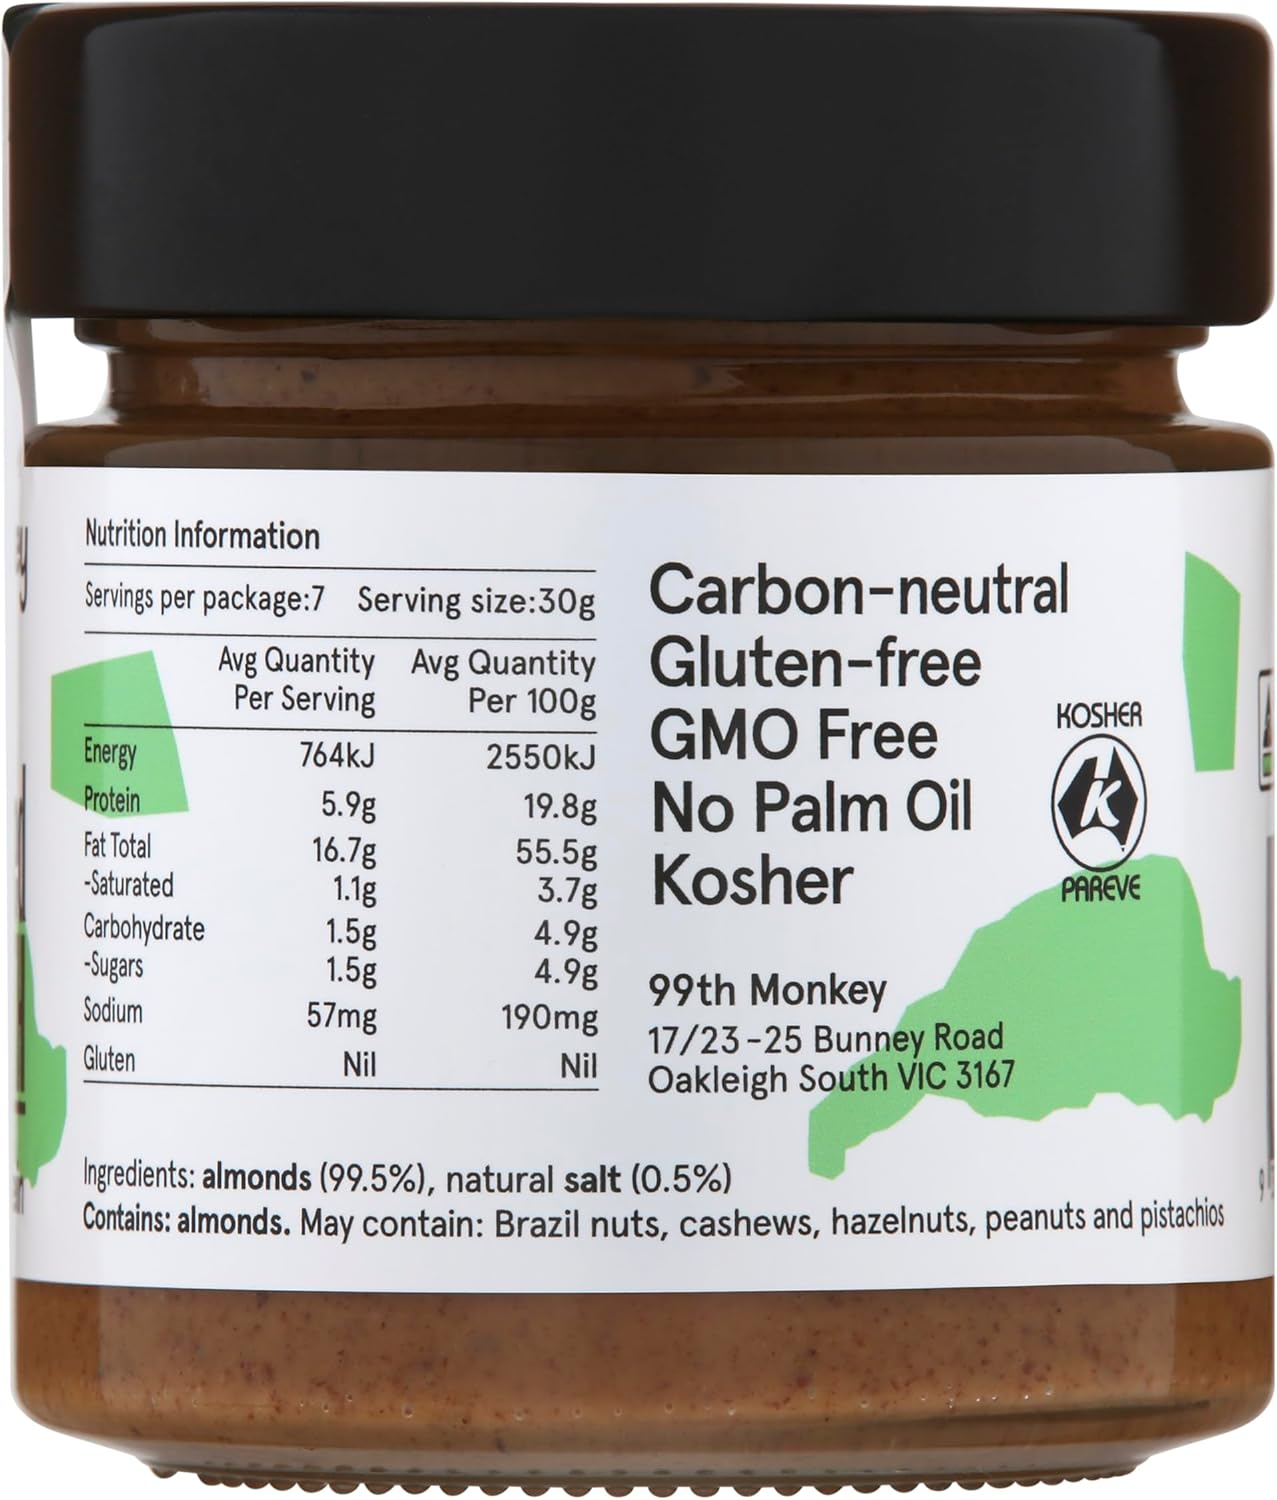 Nutrition Information
Servings per package:7 Serving size:30g
Avg Quantity Per Serving Avg Quantity Per 100g
Energy 764kJ 2550kJ
Protein 5.9g 19.8g
Fat Total 16.7g 55.5g
-Saturated 1.1g 3.7g
Carbohydrate 1.5g 4.9g
-Sugars 1.5g 4.9g
Sodium 57mg 190mg
Gluten Nil Nil
Carbon-neutral
Gluten-free
GMO Free
No Palm Oil
Kosher
KOSHER
K
PAREVE
99th Monkey
17/23-25 Bunney Road
Oakleigh South VIC 3167
Ingredients: almonds (99.5%), natural salt (0.5%)
Contains: almonds. May contain: Brazil nuts, cashews, hazelnuts, peanuts and pistachios